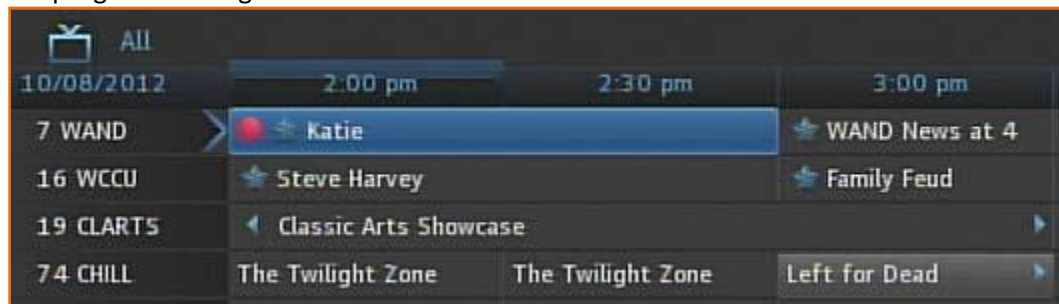 All
10/08/2012 2:00 pm 2:30 pm 3:00 pm
7 WAND Katie WAND News at 4
16 WCCU Steve Harvey Family Feud
19 CLARTS Classic Arts Showcase
74 CHILL The Twilight Zone The Twilight Zone Left for Dead